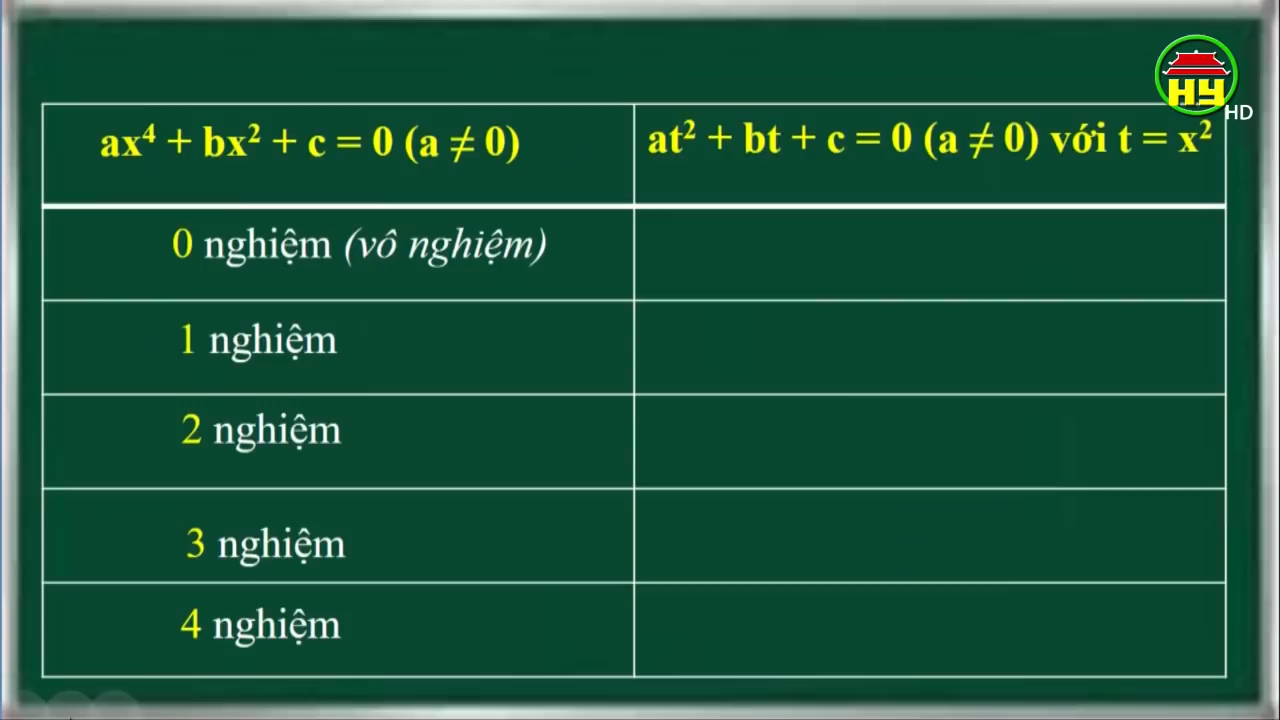 HY
HD
ax⁴ + bx² + c = 0 (a ≠ 0)
at² + bt + c = 0 (a ≠ 0) với t = x²
0 nghiệm (vô nghiệm)
1 nghiệm
2 nghiệm
3 nghiệm
4 nghiệm